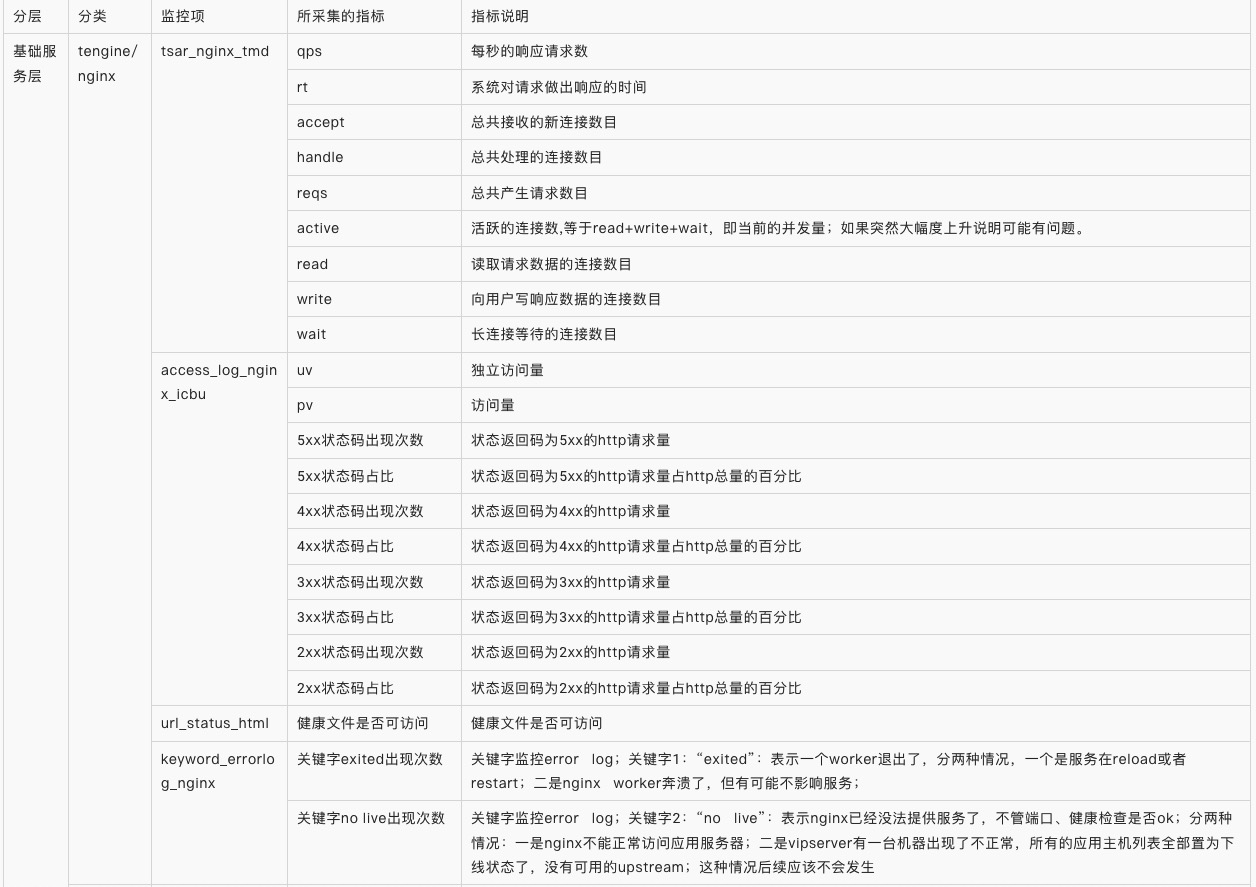 分层 分类 监控项 所采集的指标 指标说明
基础服 tengine/ tsar_nginx_tmd qps 每秒的响应请求数
务层 nginx
rt 系统对请求做出响应的时间
accept 总共接收的新连接数目
handle 总共处理的连接数目
reqs 总共产生请求数目
active 活跃的连接数,等于read+write+wait，即当前的并发量；如果突然大幅度上升说明可能有问题。
read 读取请求数据的连接数目
write 向用户写响应数据的连接数目
wait 长连接等待的连接数目
access_log_ngin uv 独立访问量
x_icbu
pv 访问量
5xx状态码出现次数 状态返回码为5xx的http请求量
5xx状态码占比 状态返回码为5xx的http请求量占http总量的百分比
4xx状态码出现次数 状态返回码为4xx的http请求量
4xx状态码占比 状态返回码为4xx的http请求量占http总量的百分比
3xx状态码出现次数 状态返回码为3xx的http请求量
3xx状态码占比 状态返回码为3xx的http请求量占http总量的百分比
2xx状态码出现次数 状态返回码为2xx的http请求量
2xx状态码占比 状态返回码为2xx的http请求量占http总量的百分比
url_status_html 健康文件是否可访问 健康文件是否可访问
keyword_errorlo 关键字exited出现次数 关键字监控error log；关键字1：“exited”：表示一个worker退出了，分两种情况，一个是服务在reload或者
g_nginx restart；二是nginx worker奔溃了，但有可能不影响服务；
关键字no live出现次数 关键字监控error log；关键字2：“no live”：表示nginx已经没法提供服务了，不管端口、健康检查是否ok；分两种
情况：一是nginx不能正常访问应用服务器；二是vipserver有一台机器出现了不正常，所有的应用主机列表全部置为下
线状态了，没有可用的upstream；这种情况后续应该不会发生